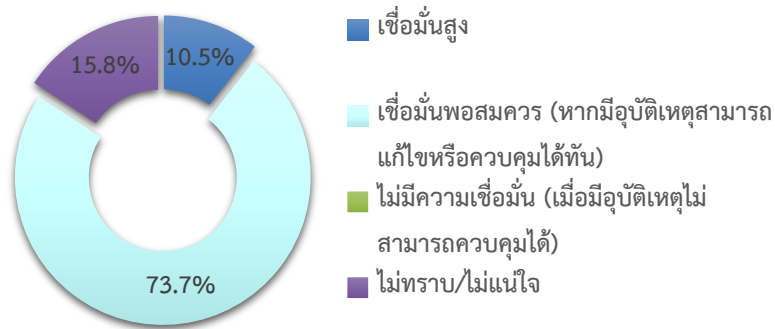 เชื่อมั่นสูง
15.8%
10.5%
เชื่อมั่นพอสมควร (หากมีอุบัติเหตุสามารถ
แก้ไขหรือควบคุมได้ทัน)
ไม่มีความเชื่อมั่น (เมื่อมีอุบัติเหตุไม่
สามารถควบคุมได้)
73.7%
ไม่ทราบ/ไม่แน่ใจ